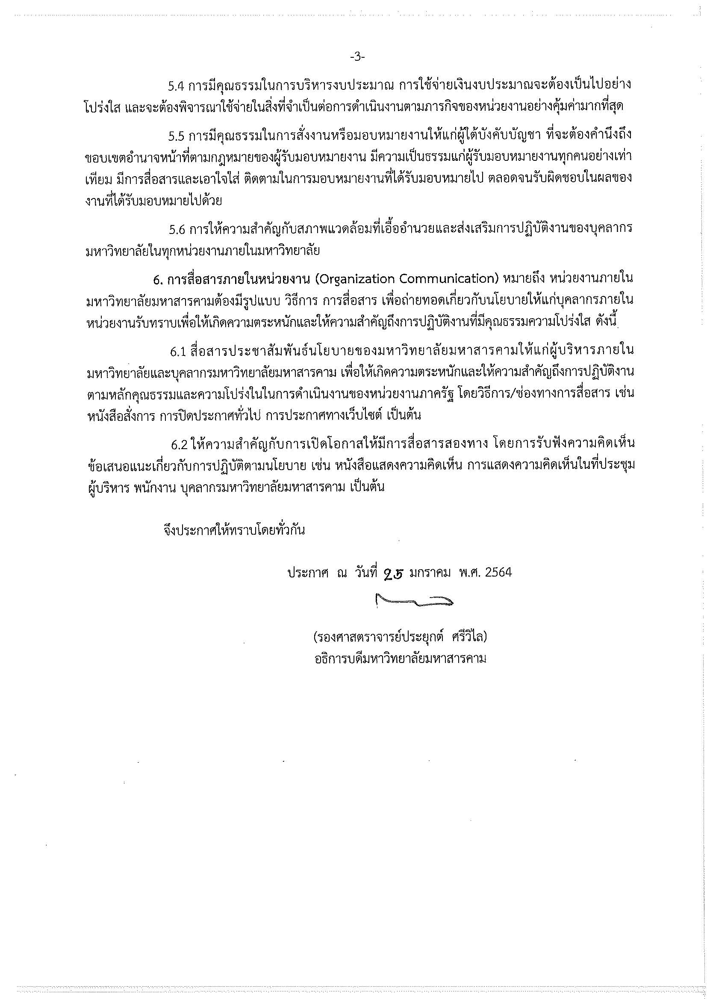 -3-
5.4 การมีคุณธรรมในการบริหารงบประมาณ การใช้จ่ายเงินงบประมาณจะต้องเป็นไปอย่าง
โปร่งใส และจะต้องพิจารณาใช้จ่ายในสิ่งที่จำเป็นต่อการดำเนินงานตามภารกิจของหน่วยงานอย่างคุ้มค่ามากที่สุด
5.5 การมีคุณธรรมในการสั่งงานหรือมอบหมายงานให้แก่ผู้ใต้บังคับบัญชา ที่จะต้องคำนึงถึง
ขอบเขตอำนาจหน้าที่ตามกฎหมายของผู้รับมอบหมายงาน มีความเป็นธรรมแก่ผู้รับมอบหมายงานทุกคนอย่างเท่า
เทียม มีการสื่อสารและเอาใจใส่ ติดตามในการมอบหมายงานที่ได้รับมอบหมายไป ตลอดจนรับผิดชอบในผลของ
งานที่ได้รับมอบหมายไปด้วย
5.6 การให้ความสำคัญกับสภาพแวดล้อมที่เอื้ออำนวยและส่งเสริมการปฏิบัติงานของบุคลากร
มหาวิทยาลัยในทุกหน่วยงานภายในมหาวิทยาลัย
6. การสื่อสารภายในหน่วยงาน (Organization Communication) หมายถึง หน่วยงานภายใน
มหาวิทยาลัยมหาสารคามต้องมีรูปแบบ วิธีการ การสื่อสาร เพื่อถ่ายทอดเกี่ยวกับนโยบายให้แก่บุคลากรภายใน
หน่วยงานรับทราบเพื่อให้เกิดความตระหนักและให้ความสำคัญถึงการปฏิบัติงานที่มีคุณธรรมความโปร่งใส ดังนี้
6.1 สื่อสารประชาสัมพันธ์นโยบายของมหาวิทยาลัยมหาสารคามให้แก่ผู้บริหารภายใน
มหาวิทยาลัยและบุคลากรมหาวิทยาลัยมหาสารคาม เพื่อให้เกิดความตระหนักและให้ความสำคัญถึงการปฏิบัติงาน
ตามหลักคุณธรรมและความโปร่งในในการดำเนินงานของหน่วยงานภาครัฐ โดยวิธีการ/ช่องทางการสื่อสาร เช่น
หนังสือสั่งการ การปิดประกาศทั่วไป การประกาศทางเว็บไซต์ เป็นต้น
6.2 ให้ความสำคัญกับการเปิดโอกาสให้มีการสื่อสารสองทาง โดยการรับฟังความคิดเห็น
ข้อเสนอแนะเกี่ยวกับการปฏิบัติตามนโยบาย เช่น หนังสือแสดงความคิดเห็น การแสดงความคิดเห็นในที่ประชุม
ผู้บริหาร พนักงาน บุคลากรมหาวิทยาลัยมหาสารคาม เป็นต้น
จึงประกาศให้ทราบโดยทั่วกัน
ประกาศ ณ วันที่ 25 มกราคม พ.ศ. 2564
(รองศาสตราจารย์ประยุกต์ ศรีวิไล)
อธิการบดีมหาวิทยาลัยมหาสารคาม